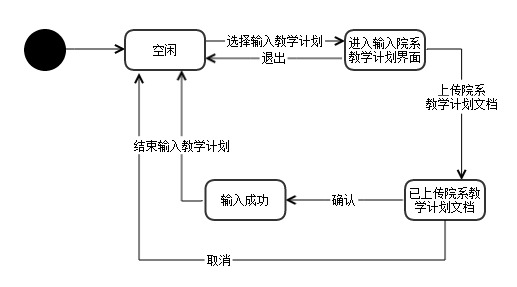 空闲
选择输入教学计划
退出
进入输入院系
教学计划界面
上传院系
教学计划文档
结束输入教学计划
输入成功
确认
已上传院系教
学计划文档
取消